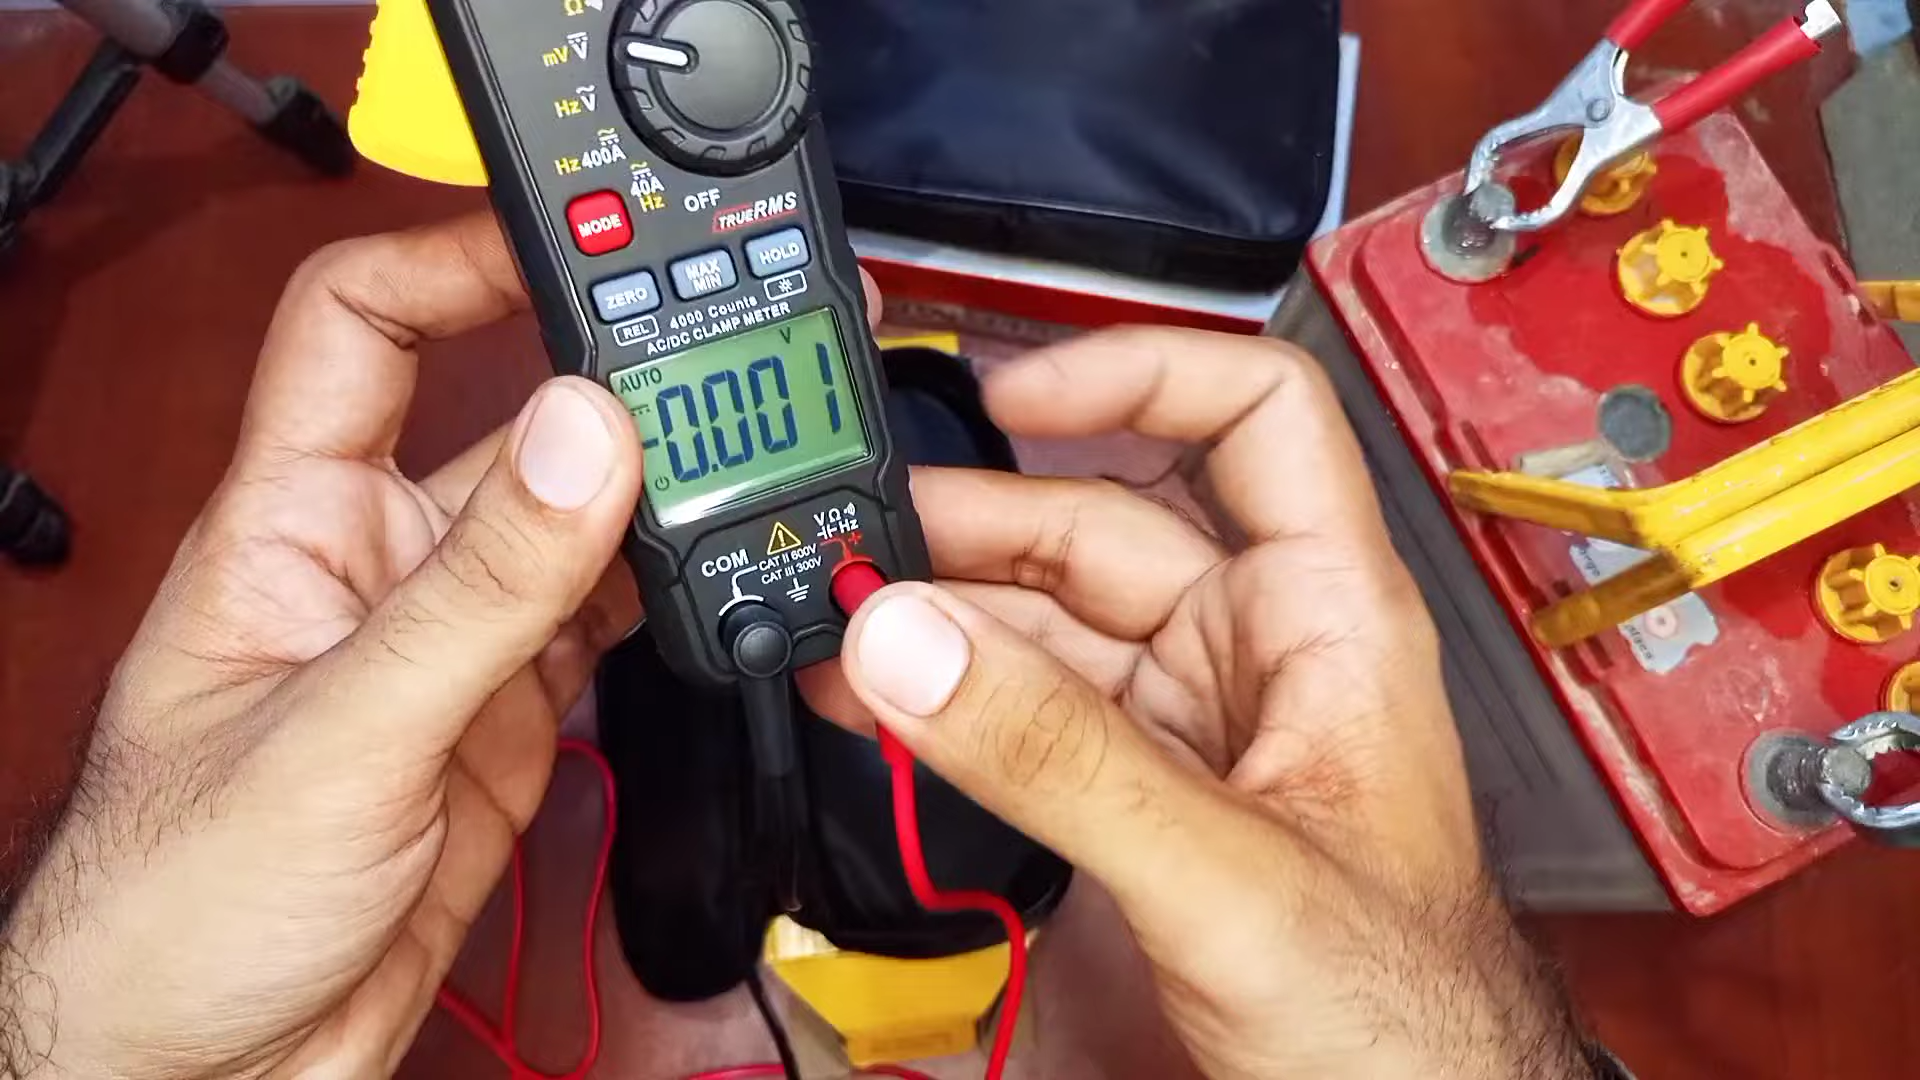 Ω
mV V
Hz V
Hz 400A
40A
Hz
OFF
TRUE RMS
MODE
ZERO
MAX
MIN
HOLD
REL
4000 Counts
AC/DC CLAMP METER
V
AUTO
-0.001
COM
CAT II 600V
CAT III 300V
V Ω
Hz
+